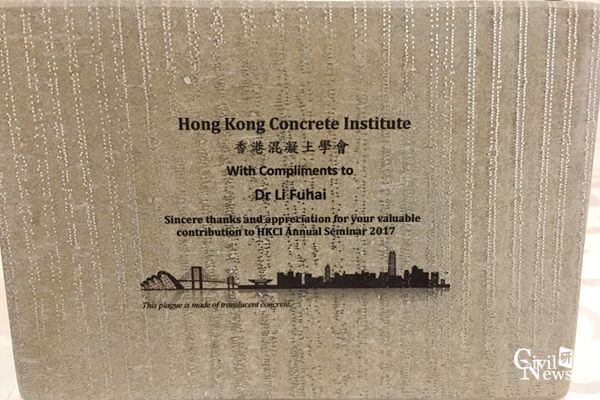 Hong Kong Concrete Institute
香港混凝土學會
With Compliments to
Dr Li Fuhai
Sincere thanks and appreciation for your valuable
contribution to HKCI Annual Seminar 2017
This plaque is made of translucent concrete.
Civil 研
News